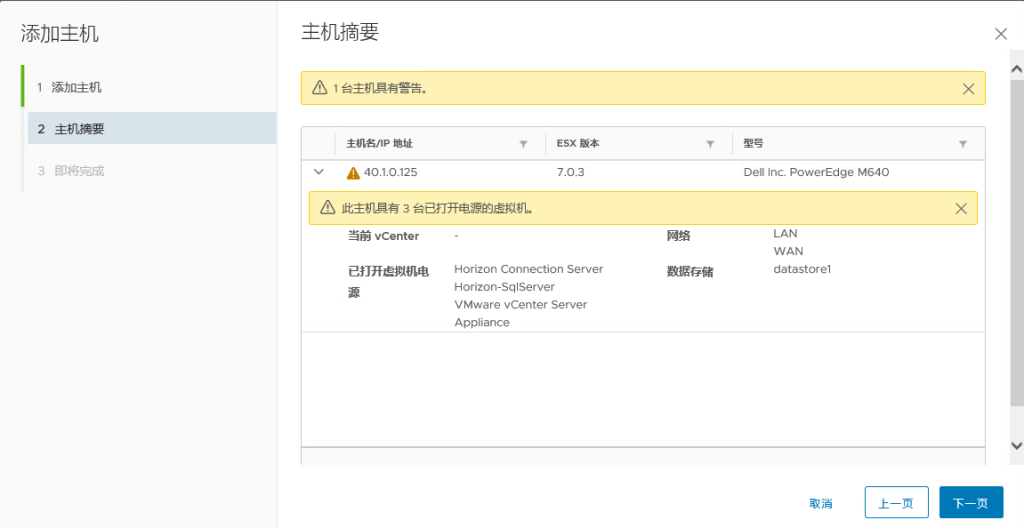 添加主机
1 添加主机
2 主机摘要
3 即将完成
主机摘要
1 台主机具有警告。
主机名/IP 地址 ESX 版本 型号
40.1.0.125 7.0.3 Dell Inc. PowerEdge M640
此主机具有 3 台已打开电源的虚拟机。
当前 vCenter - 网络 LAN
WAN
已打开虚拟机电 Horizon Connection Server 数据存储 datastore1
源 Horizon-SqlServer
VMware vCenter Server
Appliance
取消 上一页 下一页